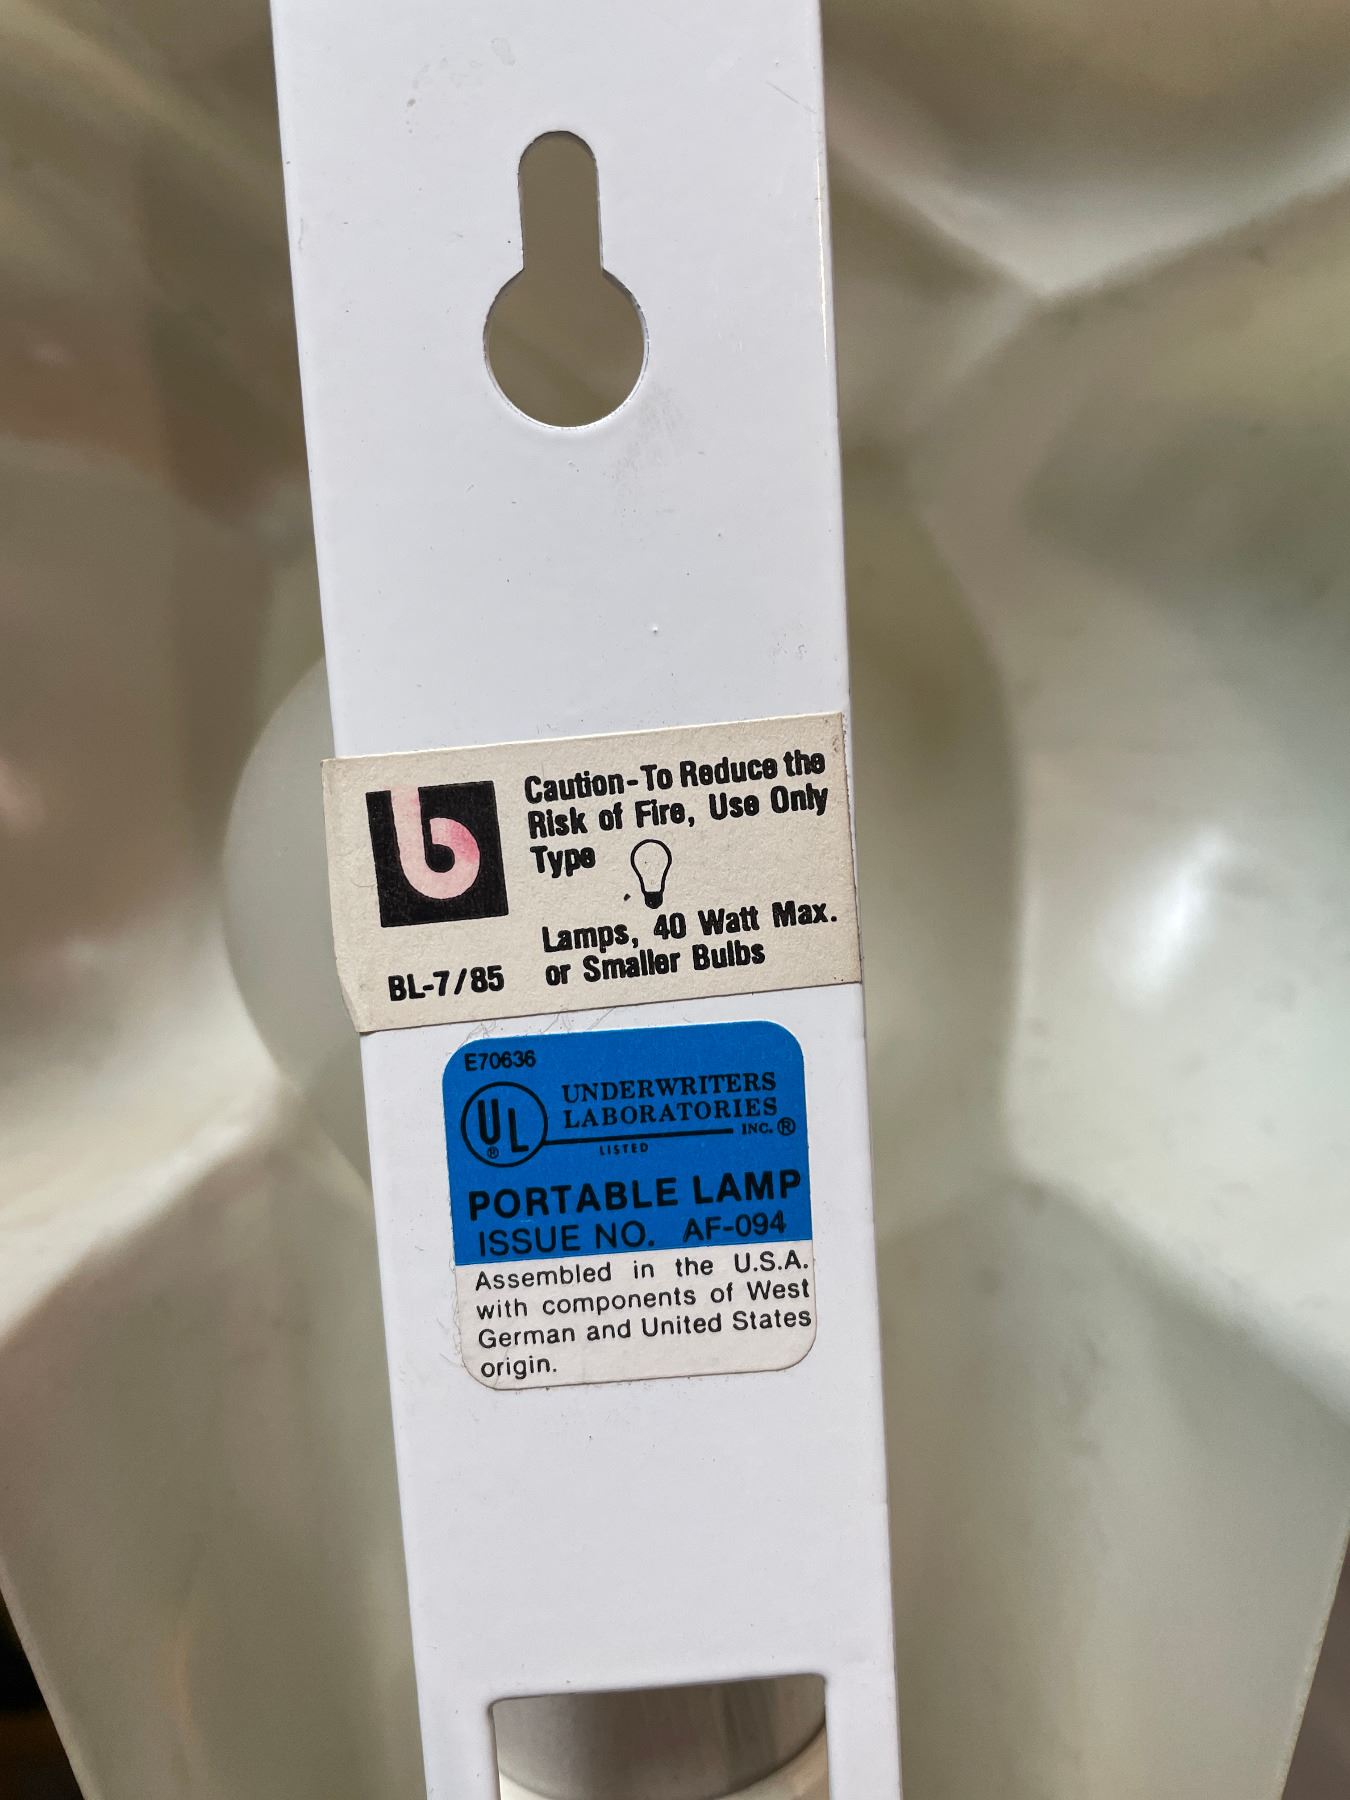 b
Caution-To Reduce the
Risk of Fire, Use Only
Type
Lamps, 40 Watt Max.
or Smaller Bulbs
BL-7/85
E70636
UL®
UNDERWRITERS
LABORATORIES
INC.®
LISTED
PORTABLE LAMP
ISSUE NO. AF-094
Assembled in the U.S.A.
with components of West
German and United States
origin.